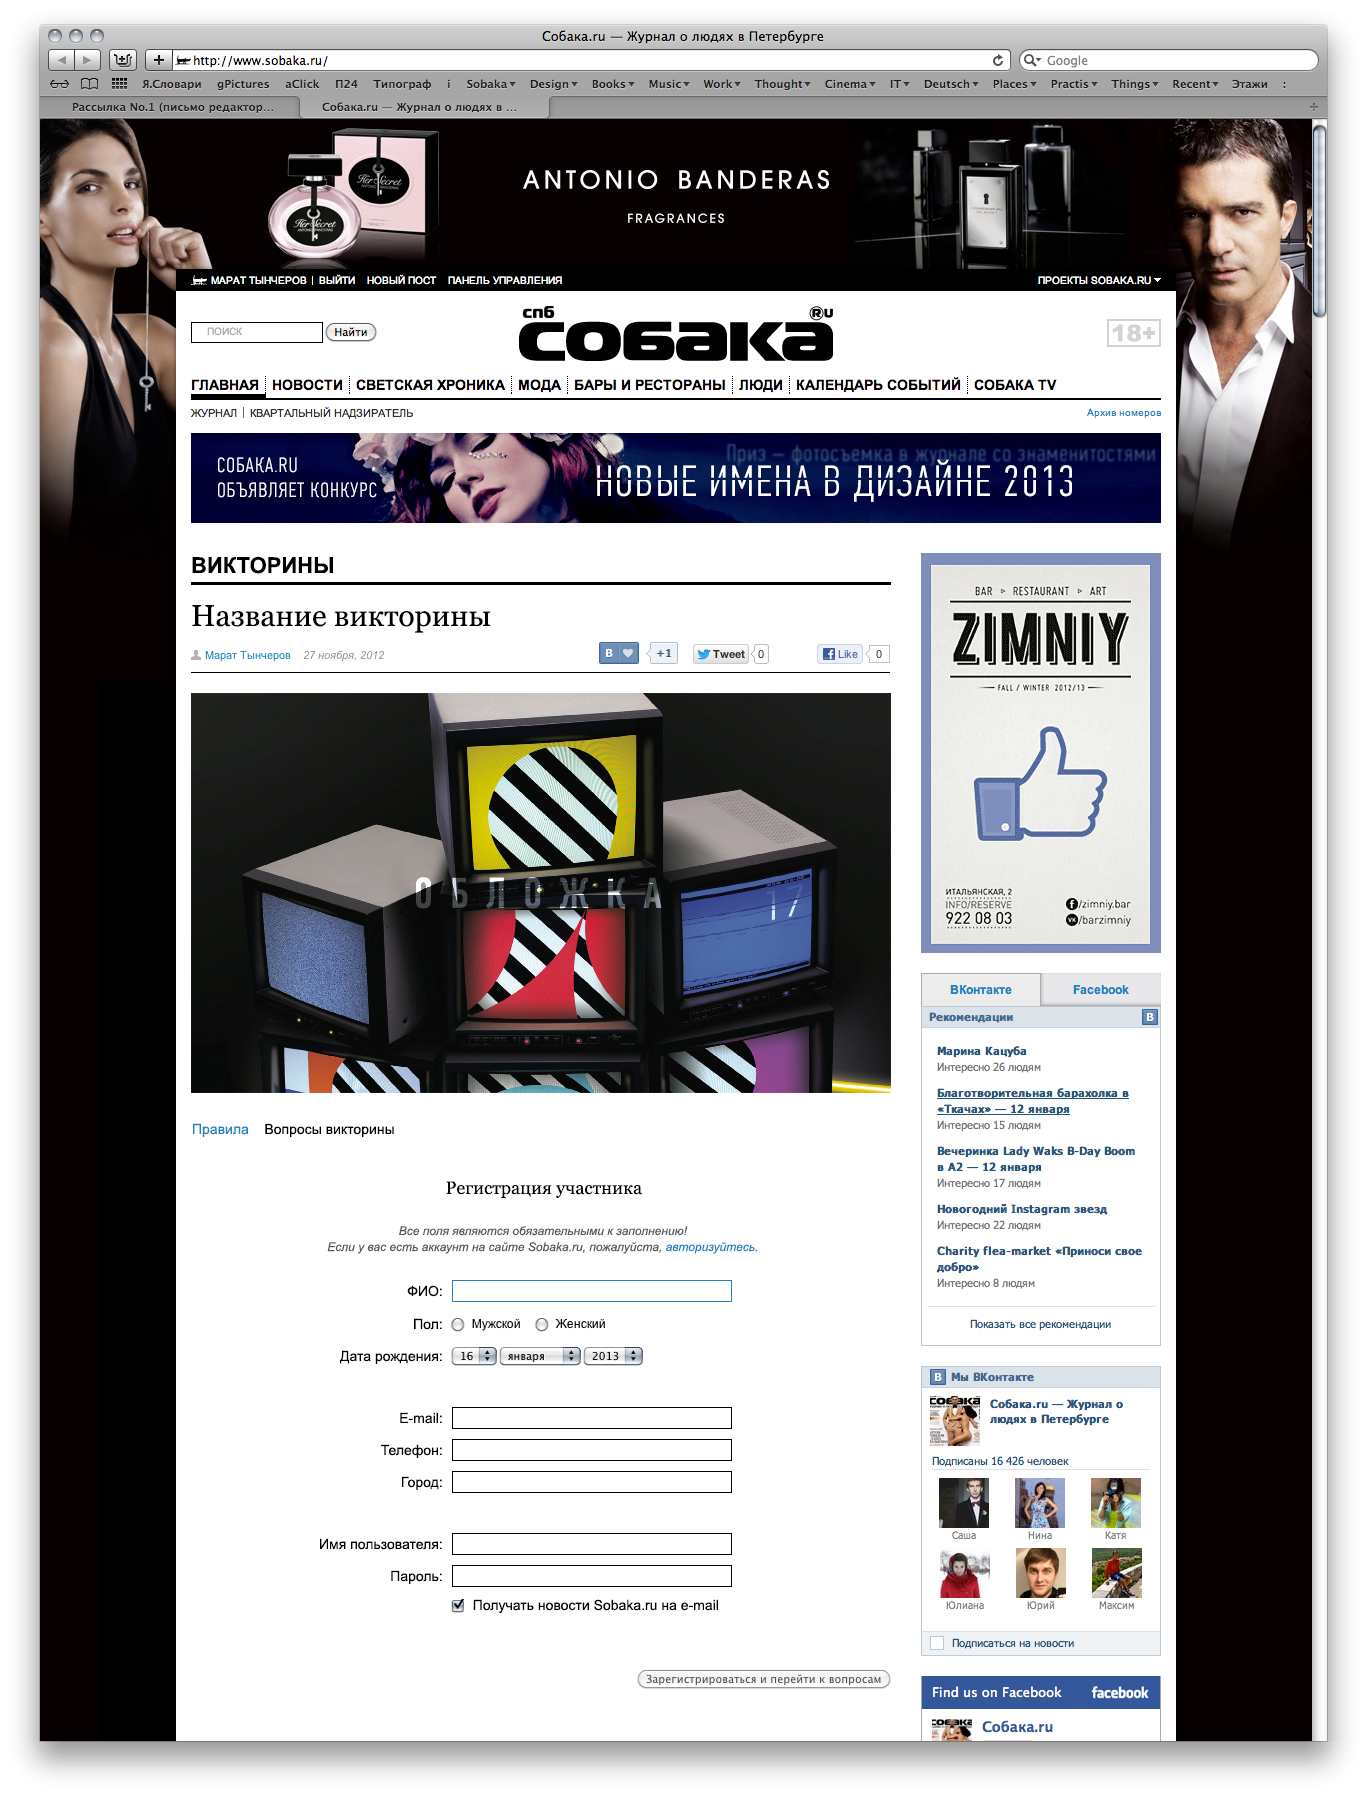 Собака.ru — Журнал о людях в Петербурге
http://www.sobaka.ru/
Google
Я.Словари gPictures aClick П24 Типограф i Sobaka Design Books Music Work Thought Cinema IT Deutsch Places Practis Things Recent Этажи :
Рассылка No.1 (письмо редактор...
Собака.ru — Журнал о людях в ...
Her Secret
Her Secret
ANTONIO BANDERAS
FRAGRANCES
МАРАТ ТЫНЧЕРОВ | ВЫЙТИ НОВЫЙ ПОСТ ПАНЕЛЬ УПРАВЛЕНИЯ
ПРОЕКТЫ SOBAKA.RU
ПОИСК
Найти
спб
собака
®u
18+
ГЛАВНАЯ НОВОСТИ СВЕТСКАЯ ХРОНИКА МОДА БАРЫ И РЕСТОРАНЫ ЛЮДИ КАЛЕНДАРЬ СОБЫТИЙ СОБАКА TV
ЖУРНАЛ | КВАРТАЛЬНЫЙ НАДЗИРАТЕЛЬ
Архив номеров
СОБАКА.RU
ОБЪЯВЛЯЕТ КОНКУРС
Приз — фотосъемка в журнале со знаменитостями
НОВЫЕ ИМЕНА В ДИЗАЙНЕ 2013
ВИКТОРИНЫ
Название викторины
Марат Тынчеров 27 ноября, 2012
В +1 Tweet 0 Like 0
ОБЛОЖКА 17
Правила Вопросы викторины
Регистрация участника
Все поля являются обязательными к заполнению!
Если у вас есть аккаунт на сайте Sobaka.ru, пожалуйста, авторизуйтесь.
ФИО:
Пол: Мужской Женский
Дата рождения: 16 января 2013
E-mail:
Телефон:
Город:
Имя пользователя:
Пароль:
Получать новости Sobaka.ru на e-mail
Зарегистрироваться и перейти к вопросам
BAR RESTAURANT ART
ZIMNIY
FALL / WINTER 2012/13
ИТАЛЬЯНСКАЯ, 2
INFO/RESERVE
922 08 03
/zimniy.bar
/barzimniy
ВКонтакте Facebook
Рекомендации В
Марина Кацуба
Интересно 26 людям
Благотворительная барахолка в
«Ткачах» — 12 января
Интересно 15 людям
Вечеринка Lady Waks B-Day Boom
в А2 — 12 января
Интересно 17 людям
Новогодний Instagram звезд
Интересно 22 людям
Charity flea-market «Приноси свое
добро»
Интересно 8 людям
Показать все рекомендации
В Мы ВКонтакте
собака
Собака.ru — Журнал о
людях в Петербурге
Подписаны 16 426 человек
Саша Нина Катя
Юлиана Юрий Максим
Подписаться на новости
Find us on Facebook facebook
собака
Собака.ru